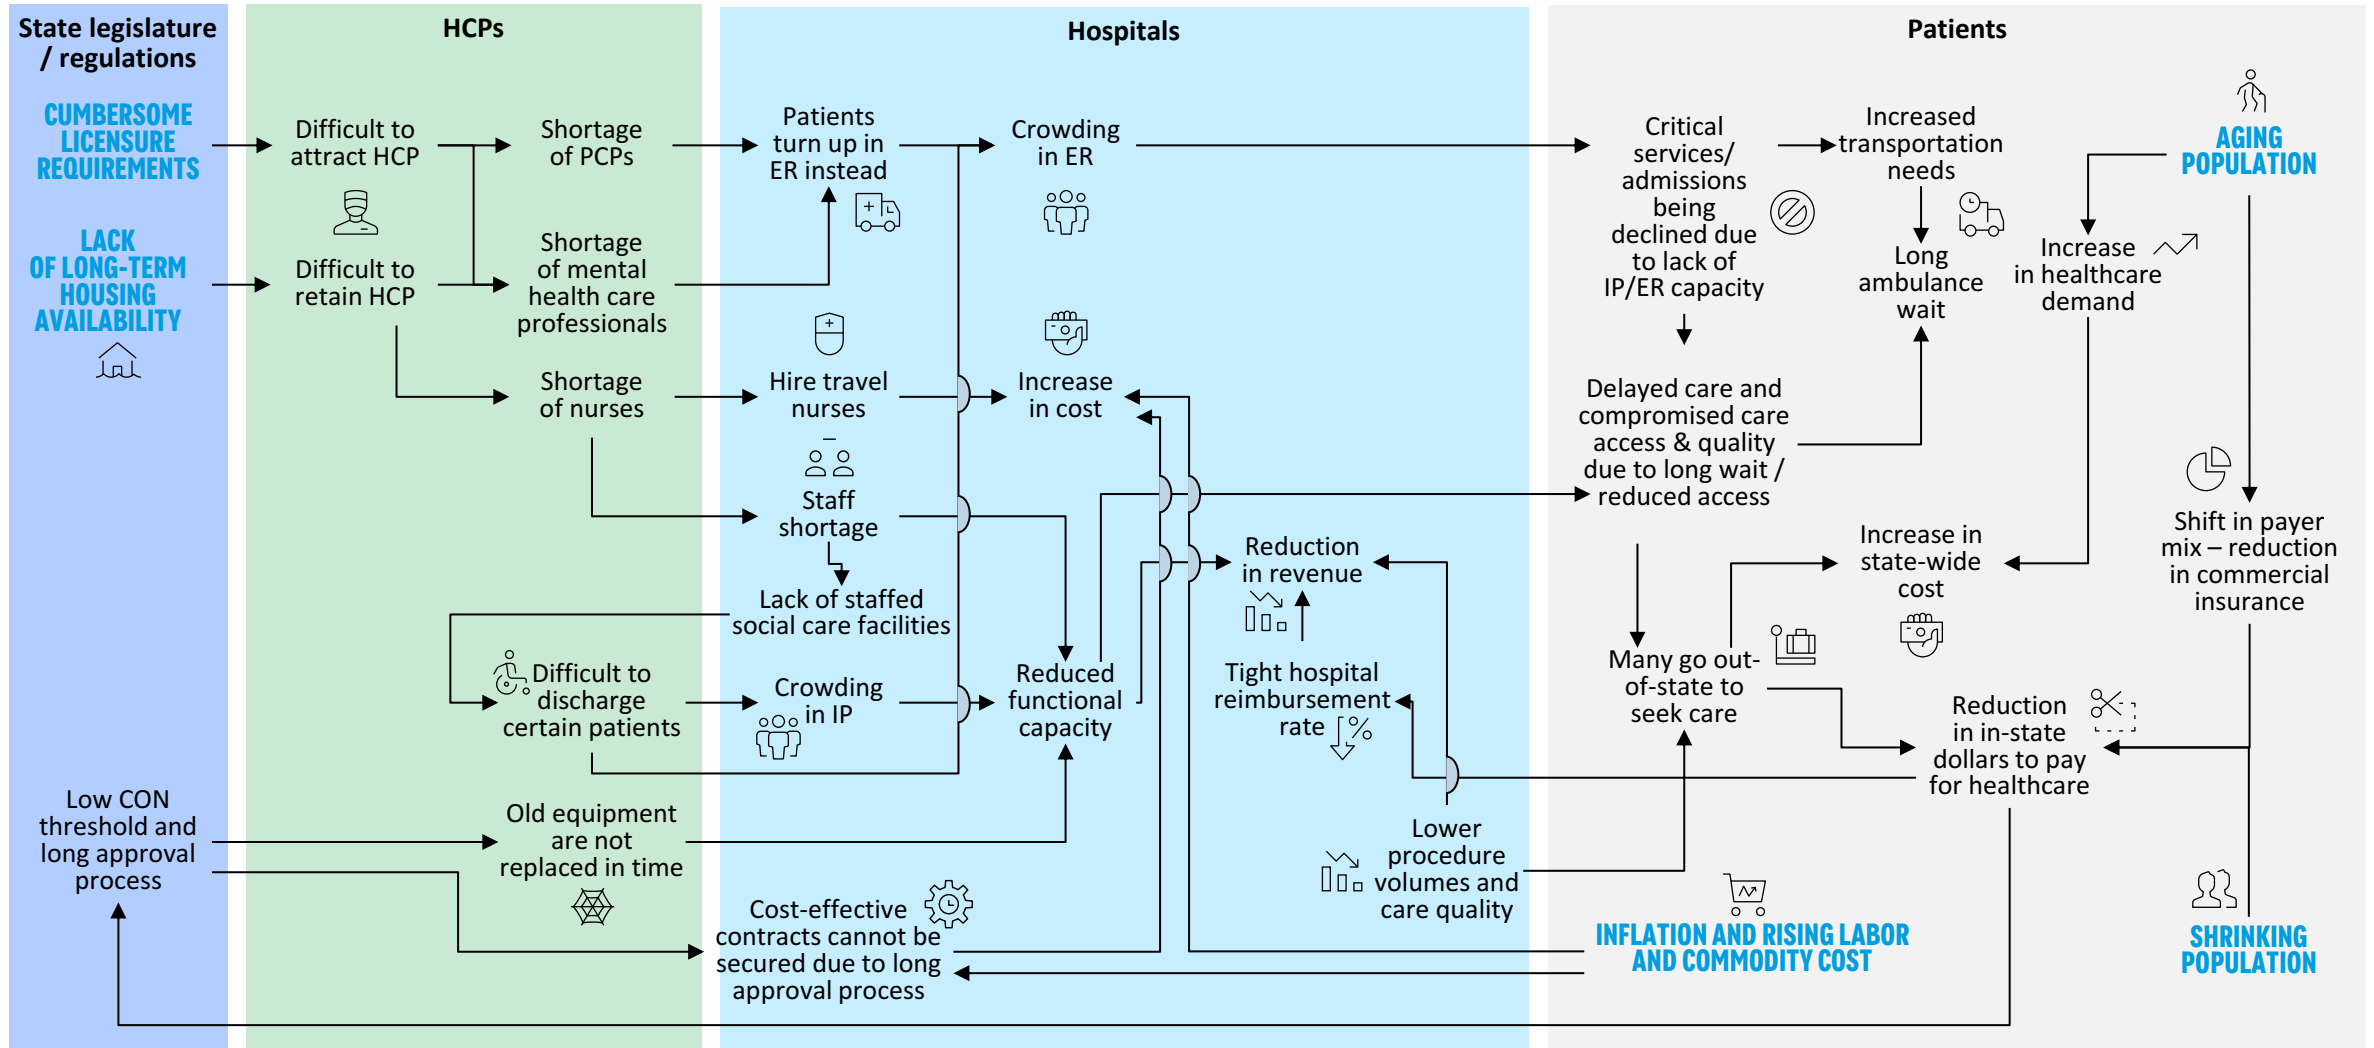 State legislature
/ regulations
HCPs
Hospitals
Patients
CUMBERSOME
LICENSURE
REQUIREMENTS
LACK
OF LONG-TERM
HOUSING
AVAILABILITY
Low CON
threshold and
long approval
process
Difficult to
attract HCP
Difficult to
retain HCP
Shortage
of PCPs
Shortage
of mental
health care
professionals
Shortage
of nurses
Difficult to
discharge
certain patients
Old equipment
are not
replaced in time
Patients
turn up in
ER instead
Hire travel
nurses
Staff
shortage
Lack of staffed
social care facilities
Crowding
in IP
Cost-effective
contracts cannot be
secured due to long
approval process
Crowding
in ER
Increase
in cost
Reduced
functional
capacity
Reduction
in revenue
Tight hospital
reimbursement
rate
%
Lower
procedure
volumes and
care quality
Critical
services/
admissions
being
declined due
to lack of
IP/ER capacity
Delayed care and
compromised care
access & quality
due to long wait /
reduced access
Many go out-
of-state to
seek care
INFLATION AND RISING LABOR
AND COMMODITY COST
Increased
transportation
needs
Long
ambulance
wait
Increase in
state-wide
cost
Reduction
in in-state
dollars to pay
for healthcare
AGING
POPULATION
Increase
in healthcare
demand
Shift in payer
mix – reduction
in commercial
insurance
SHRINKING
POPULATION